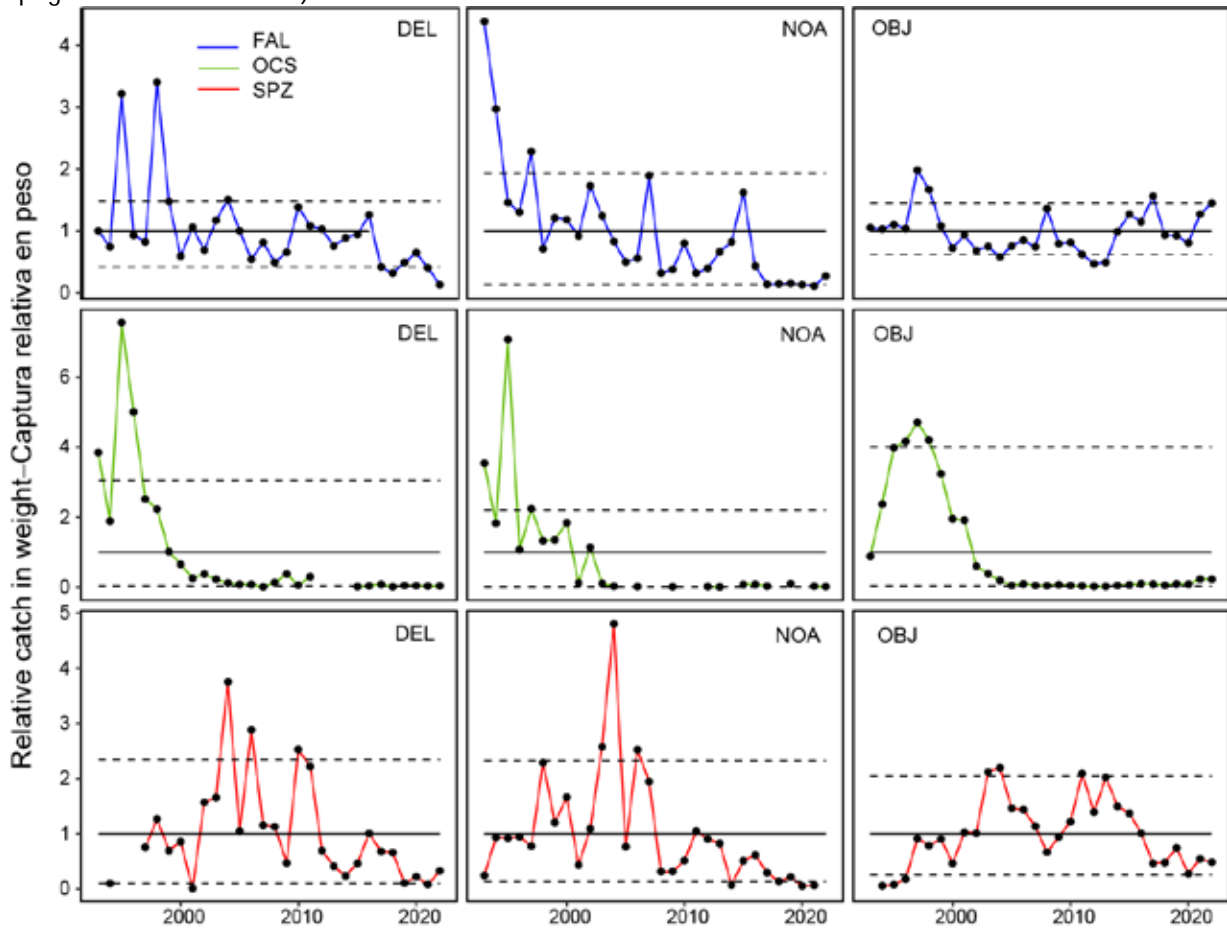 DEL
NOA
OBJ
FAL
OCS
SPZ
4
3
2
1
0
DEL
NOA
OBJ
6
4
2
0
DEL
NOA
OBJ
5
4
3
2
1
0
2000 2010 2020
2000 2010 2020
2000 2010 2020
Relative catch in weight–Captura relativa en peso